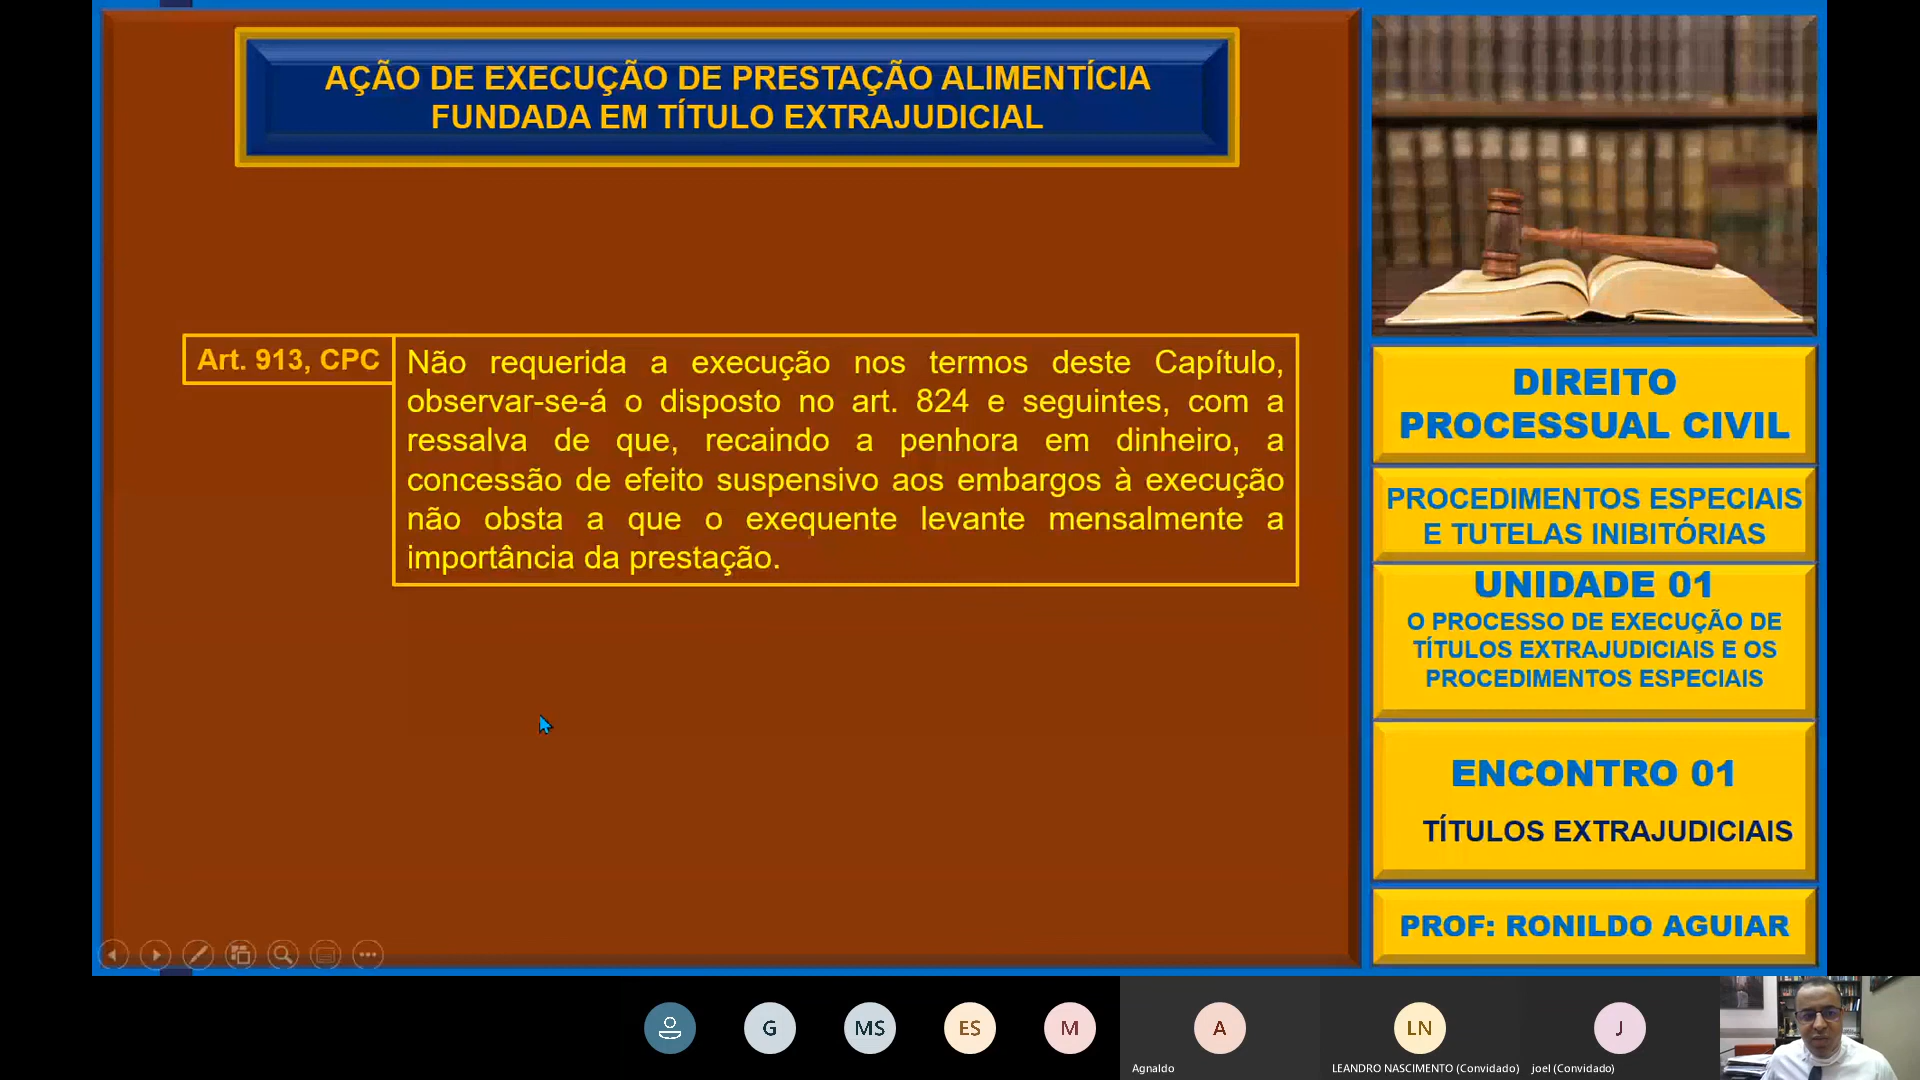 AÇÃO DE EXECUÇÃO DE PRESTAÇÃO ALIMENTÍCIA
FUNDADA EM TÍTULO EXTRAJUDICIAL
Art. 913, CPC
Não requerida a execução nos termos deste Capítulo,
observar-se-á o disposto no art. 824 e seguintes, com a
ressalva de que, recaindo a penhora em dinheiro, a
concessão de efeito suspensivo aos embargos à execução
não obsta a que o exequente levante mensalmente a
importância da prestação.
DIREITO
PROCESSUAL CIVIL
PROCEDIMENTOS ESPECIAIS
E TUTELAS INIBITÓRIAS
UNIDADE 01
O PROCESSO DE EXECUÇÃO DE
TÍTULOS EXTRAJUDICIAIS E OS
PROCEDIMENTOS ESPECIAIS
ENCONTRO 01
TÍTULOS EXTRAJUDICIAIS
PROF: RONILDO AGUIAR
G
MS
ES
M
A
LN
J
Agnaldo
LEANDRO NASCIMENTO (Convidado)
joel (Convidado)